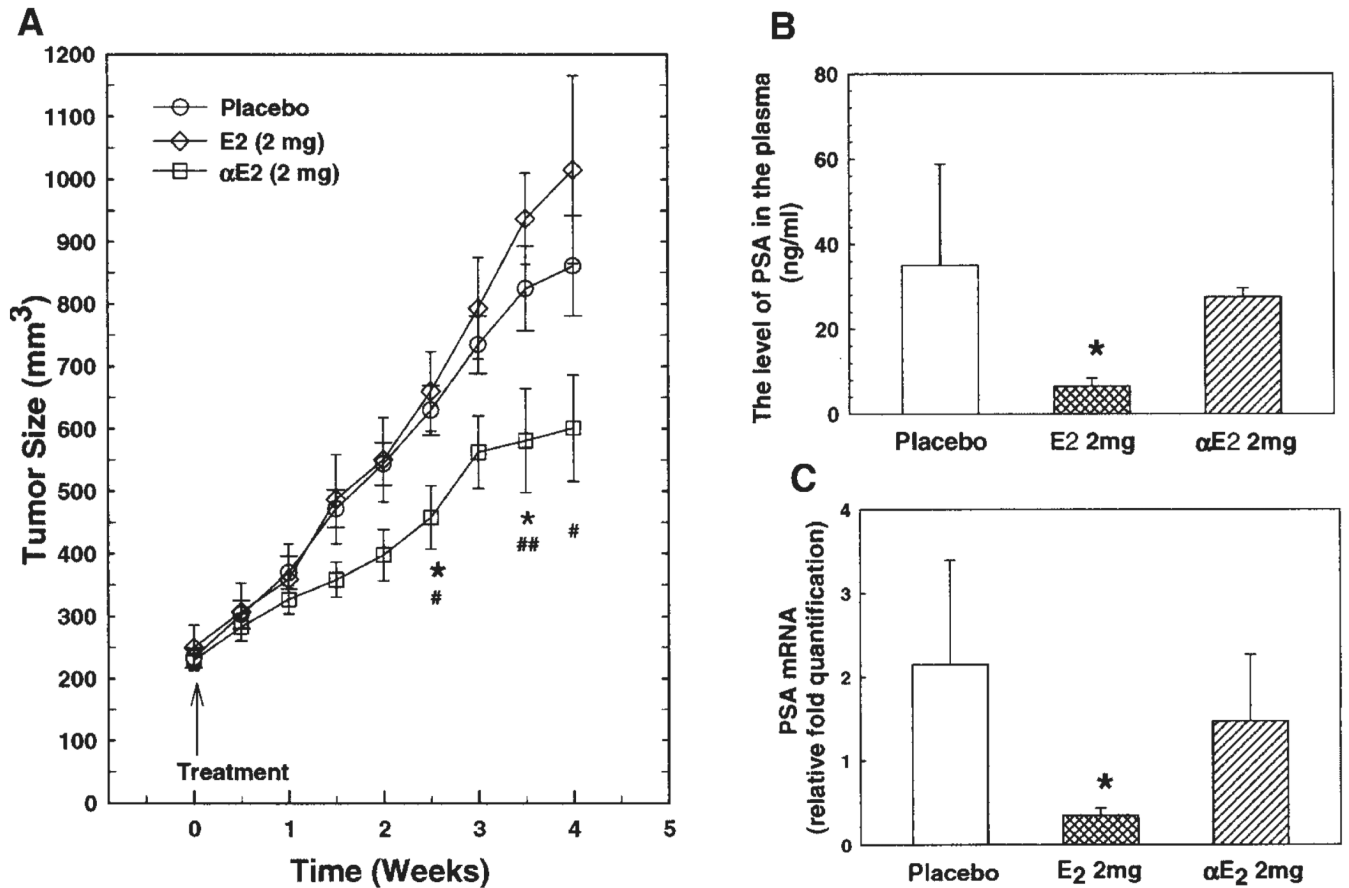 A
1200
1100
1000
900
800
700
600
500
400
300
200
100
0
Tumor Size (mm3)
Placebo
E2 (2 mg)
αE2 (2 mg)
*
#
*
##
#
Treatment
0
1
2
3
4
5
Time (Weeks)
B
The level of PSA in the plasma
(ng/ml)
80
60
40
20
0
*
Placebo
E2 2mg
αE2 2mg
C
PSA mRNA
(relative fold quantification)
4
3
2
1
0
*
Placebo
E2 2mg
αE2 2mg